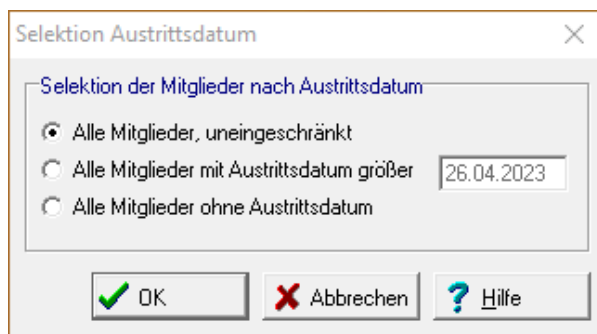 Selektion Austrittsdatum
Selektion der Mitglieder nach Austrittsdatum
Alle Mitglieder, uneingeschränkt
Alle Mitglieder mit Austrittsdatum größer 26.04.2023
Alle Mitglieder ohne Austrittsdatum
OK Abbrechen Hilfe